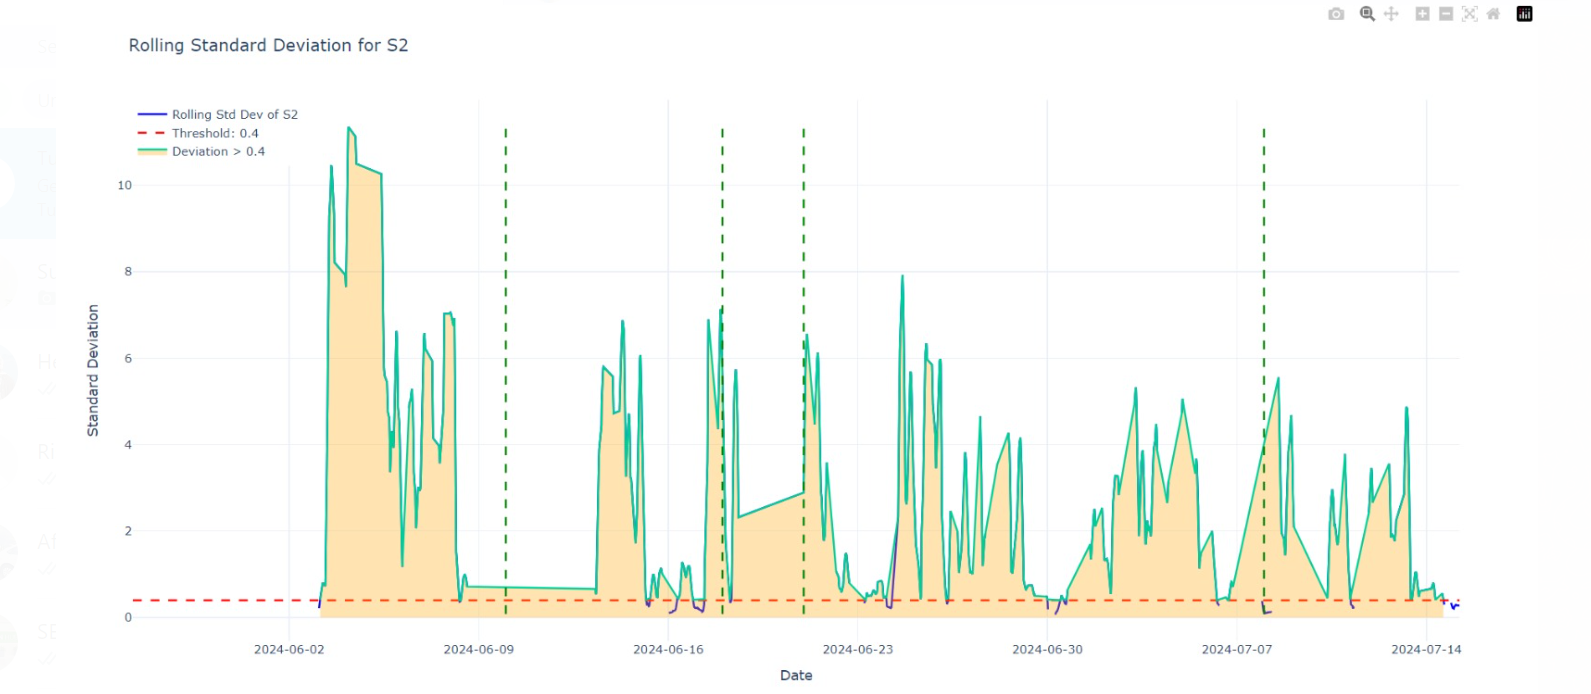 Rolling Standard Deviation for S2
Rolling Std Dev of S2
Threshold: 0.4
Deviation > 0.4
10
8
6
4
2
0
Standard Deviation
2024-06-02
2024-06-09
2024-06-16
2024-06-23
2024-06-30
2024-07-07
2024-07-14
Date